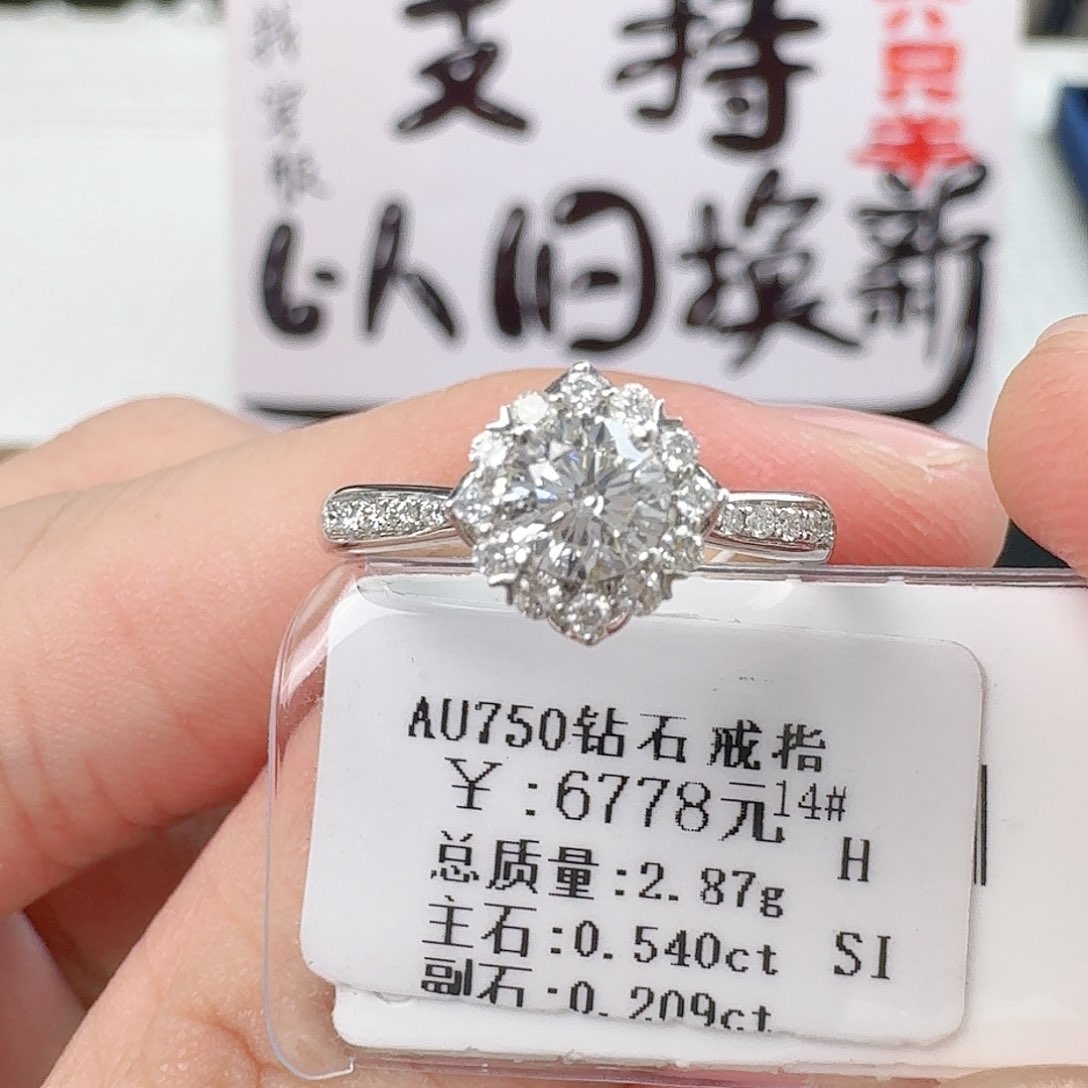 支持
以旧换新
AU750钻石戒指
￥:6778元14#
总质量:2.87g H
主石:0.540ct SI
副石:0.209ct